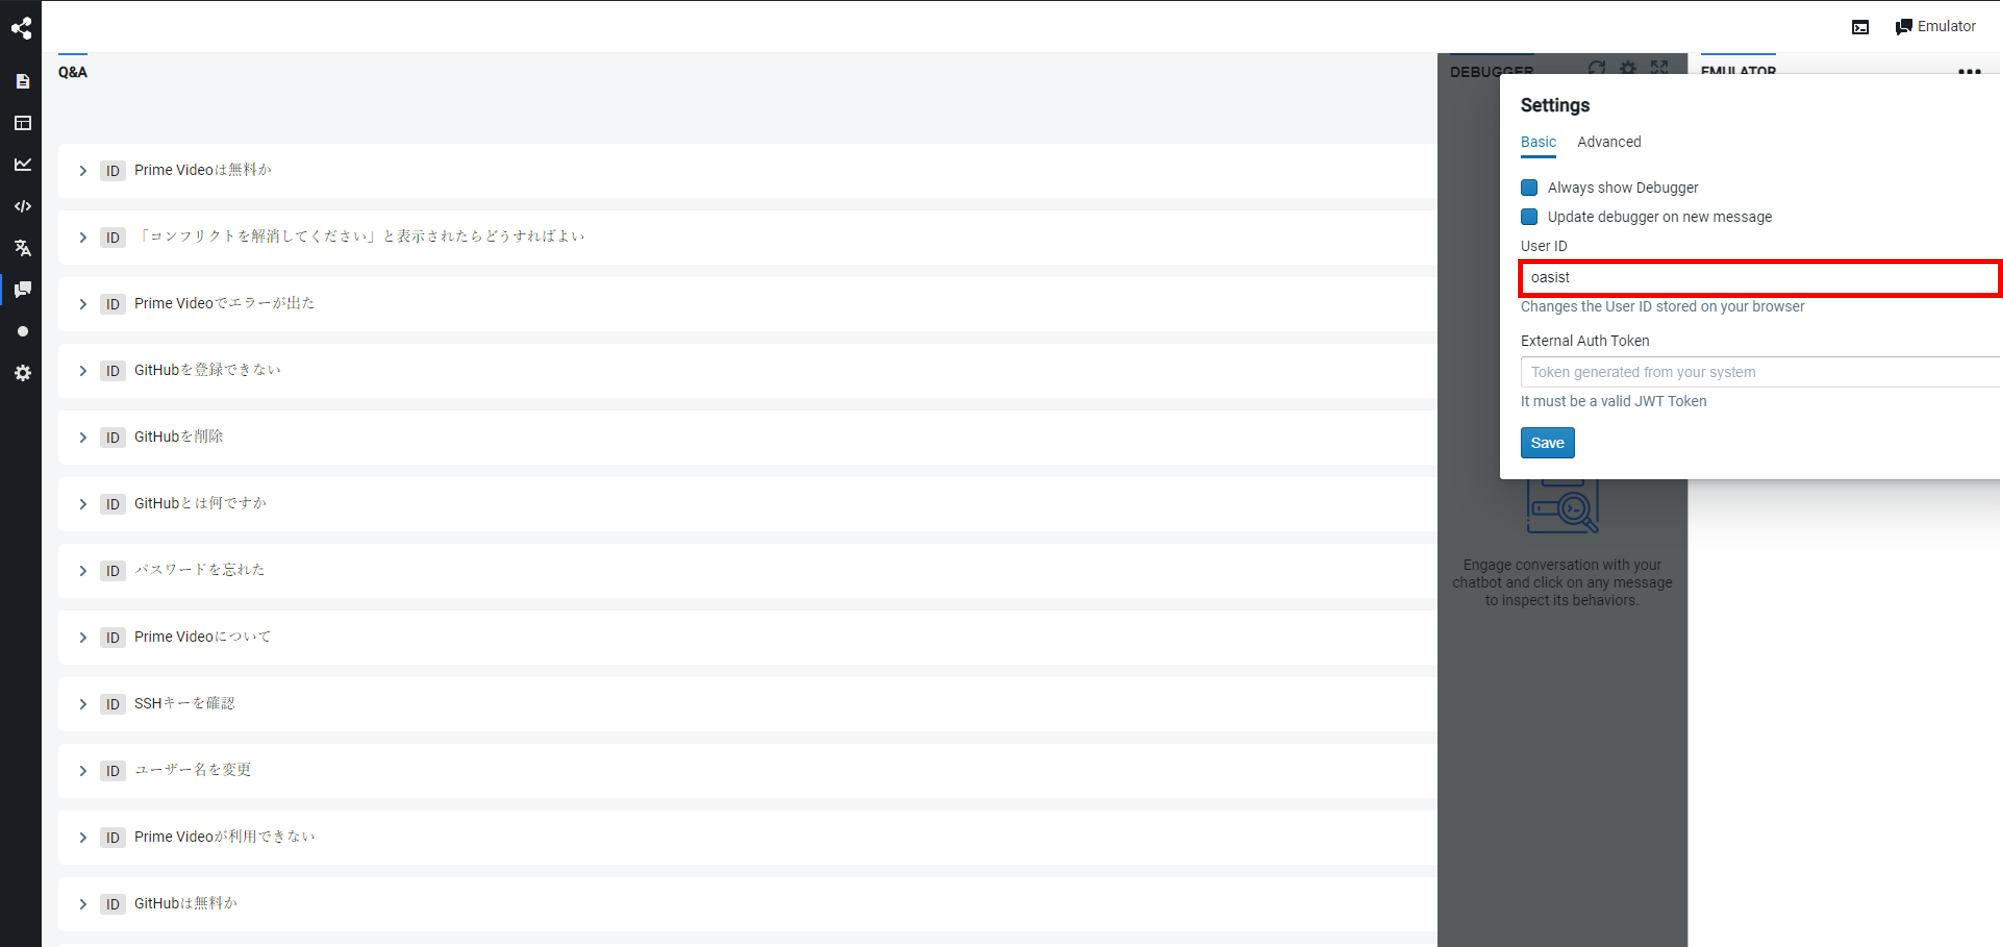 Emulator
Q&A
ID Prime Videoは無料か
ID 「コンフリクトを解消してください」と表示されたらどうすればよい
ID Prime Videoでエラーが出た
ID GitHubを登録できない
ID GitHubを削除
ID GitHubとは何ですか
ID パスワードを忘れた
ID Prime Videoについて
ID SSHキーを確認
ID ユーザー名を変更
ID Prime Videoが利用できない
ID GitHubは無料か
DEBUGGER
Engage conversation with your
chatbot and click on any message
to inspect its behaviors.
EMULATOR
Settings
Basic Advanced
Always show Debugger
Update debugger on new message
User ID
oasist
Changes the User ID stored on your browser
External Auth Token
Token generated from your system
It must be a valid JWT Token
Save